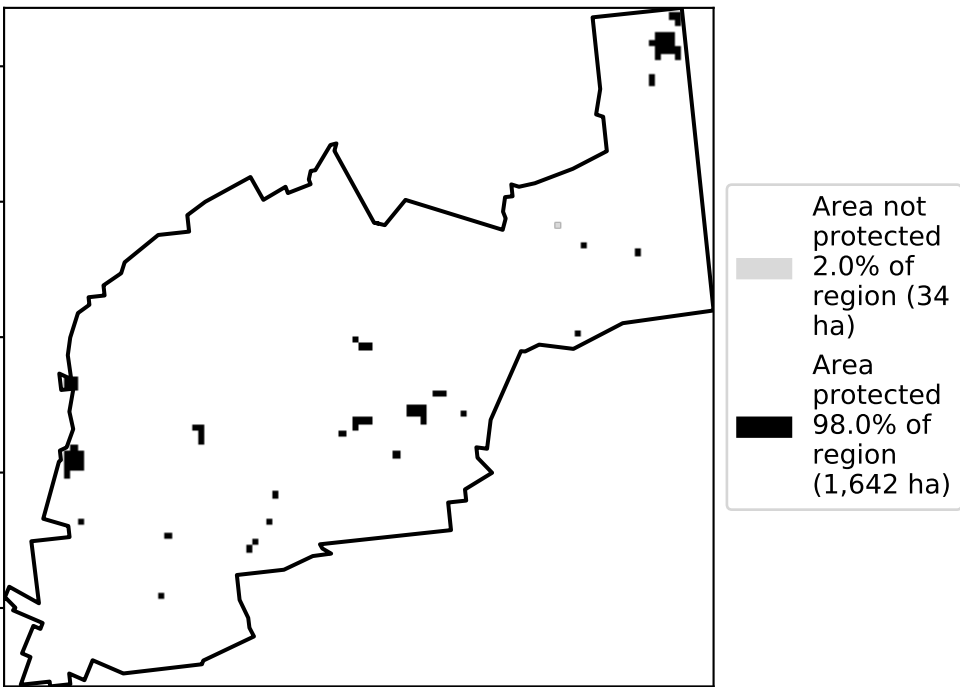 Area not
protected
2.0% of
region (34
ha)
Area
protected
98.0% of
region
(1,642 ha)